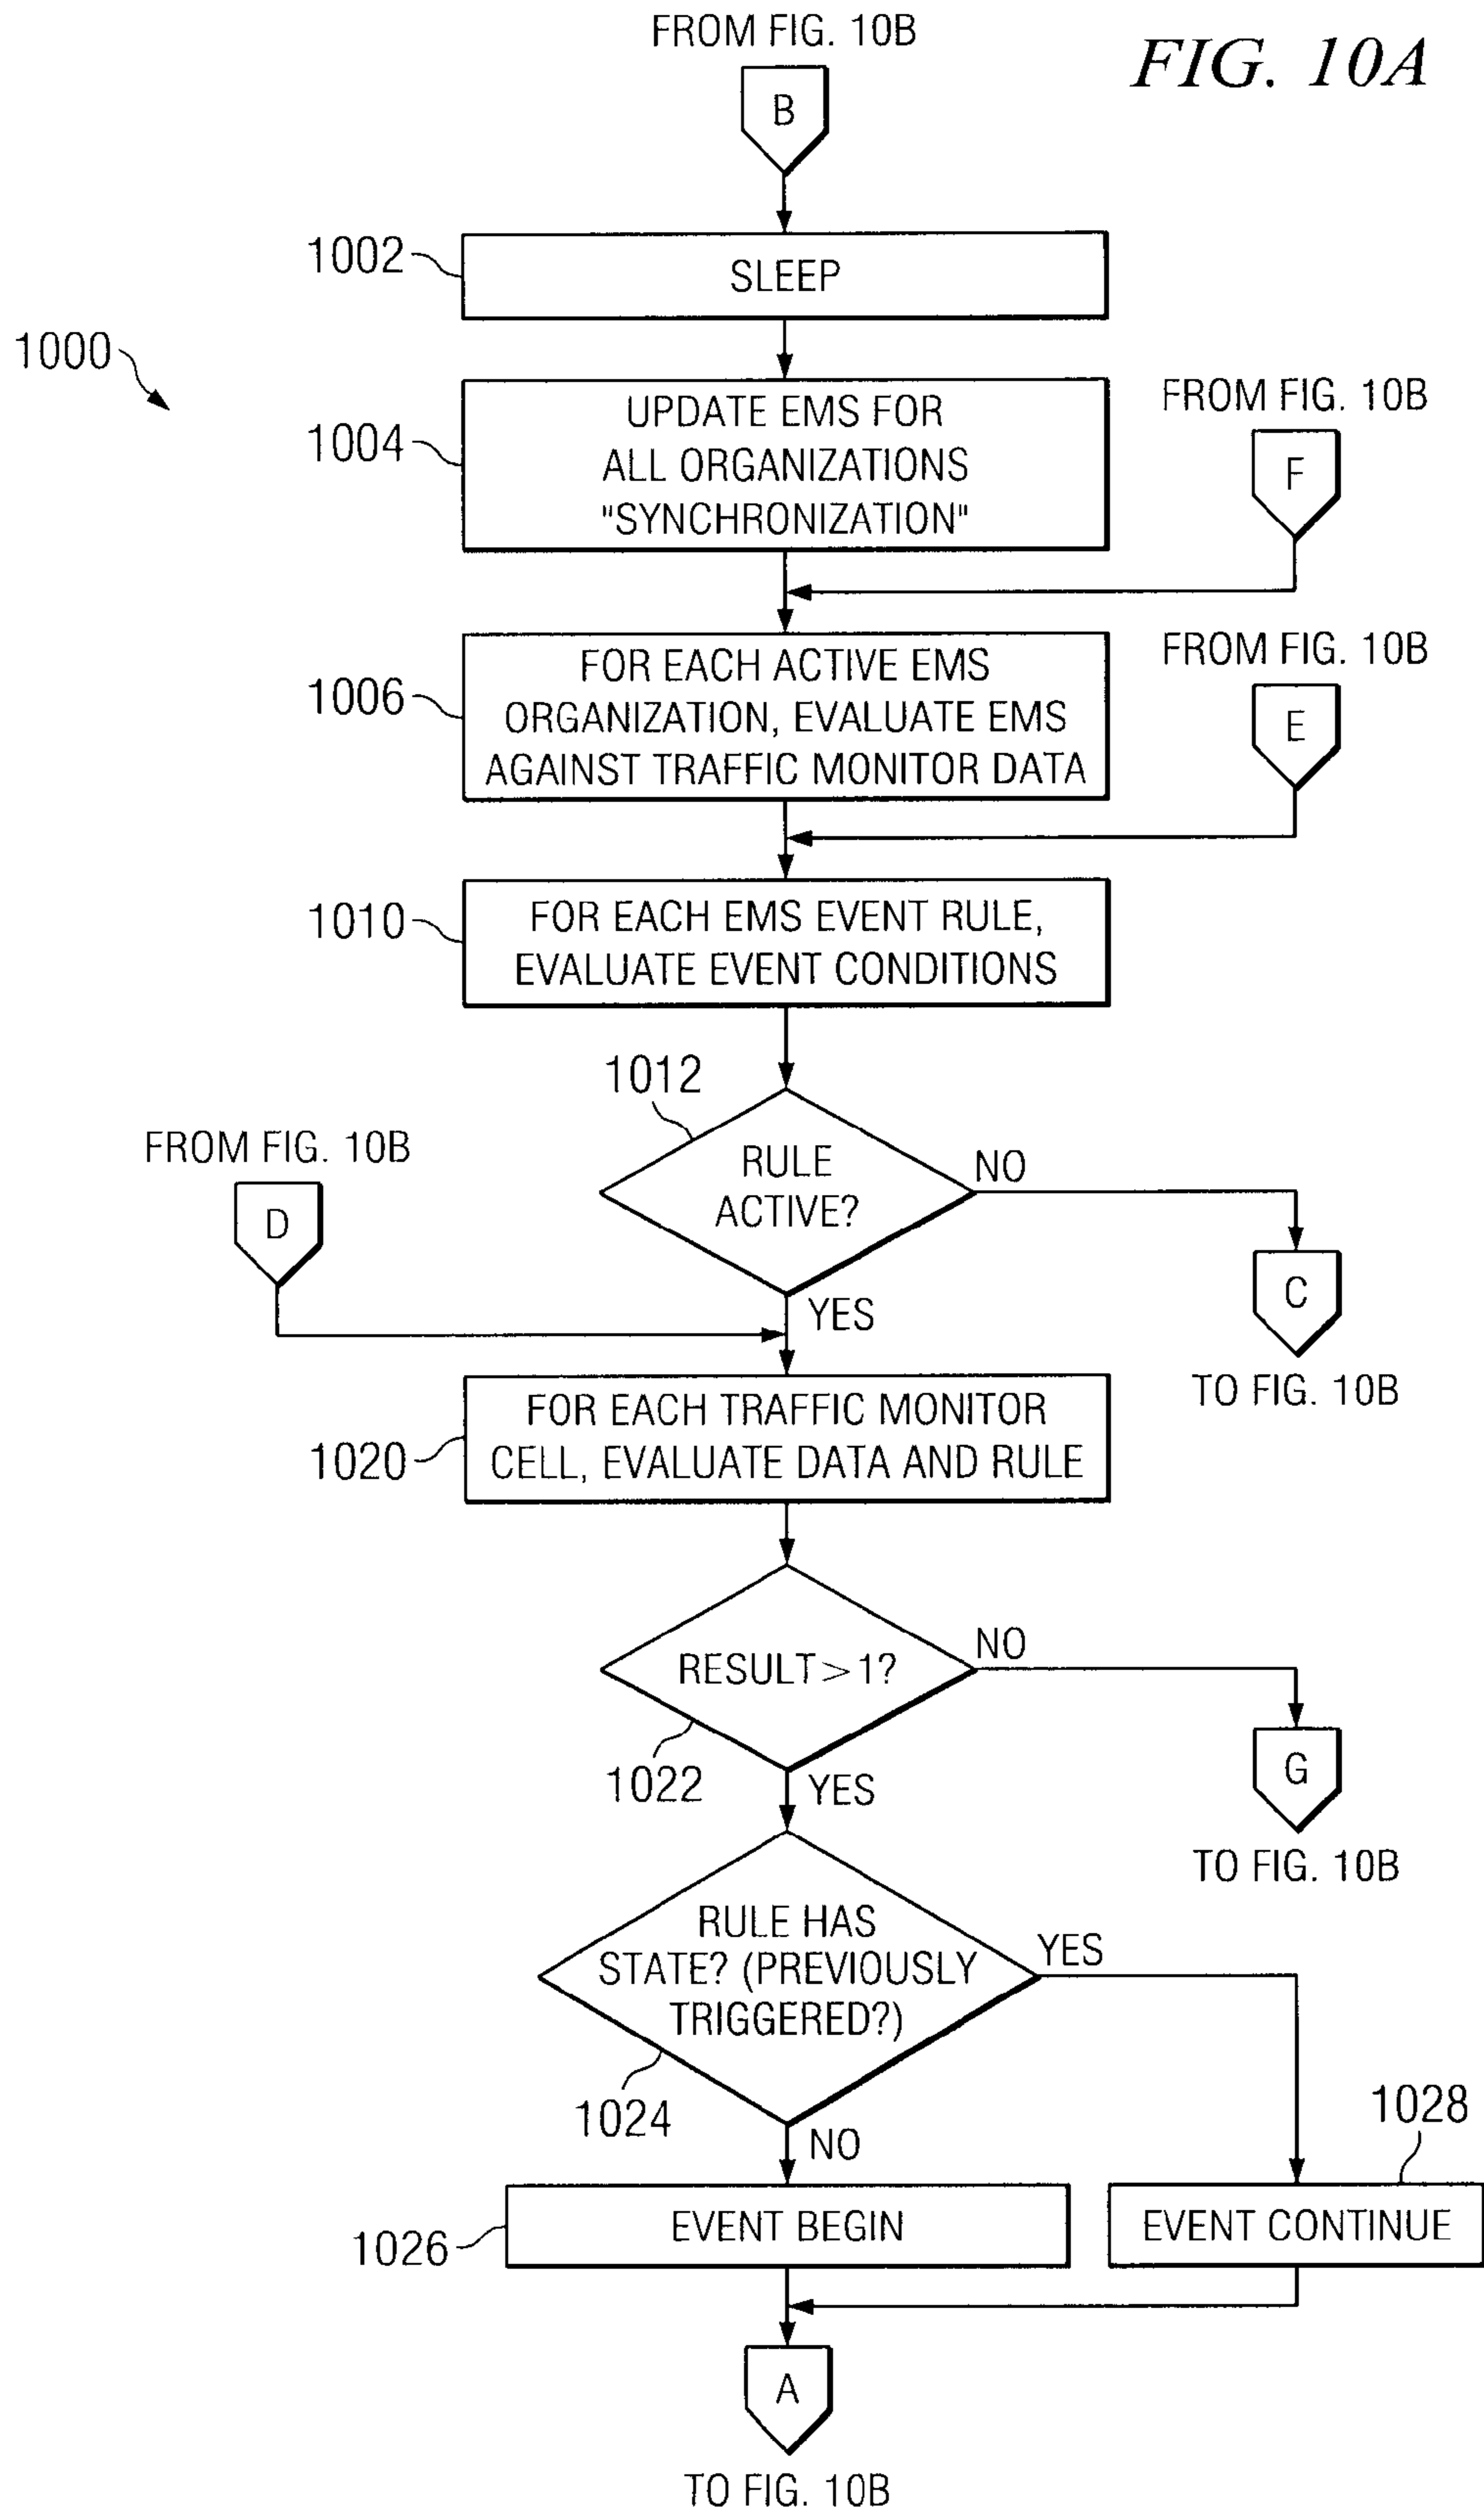 FROM FIG. 10B
FIG. 10A
B
1002
SLEEP
1000
1004
UPDATE EMS FOR
ALL ORGANIZATIONS
"SYNCHRONIZATION"
FROM FIG. 10B
F
1006
FOR EACH ACTIVE EMS
ORGANIZATION, EVALUATE EMS
AGAINST TRAFFIC MONITOR DATA
FROM FIG. 10B
E
1010
FOR EACH EMS EVENT RULE,
EVALUATE EVENT CONDITIONS
1012
RULE
ACTIVE?
NO
FROM FIG. 10B
D
C
YES
TO FIG. 10B
1020
FOR EACH TRAFFIC MONITOR
CELL, EVALUATE DATA AND RULE
RESULT > 1?
NO
1022
YES
G
TO FIG. 10B
RULE HAS
STATE? (PREVIOUSLY
TRIGGERED?)
YES
1024
NO
1028
1026
EVENT BEGIN
EVENT CONTINUE
A
TO FIG. 10B